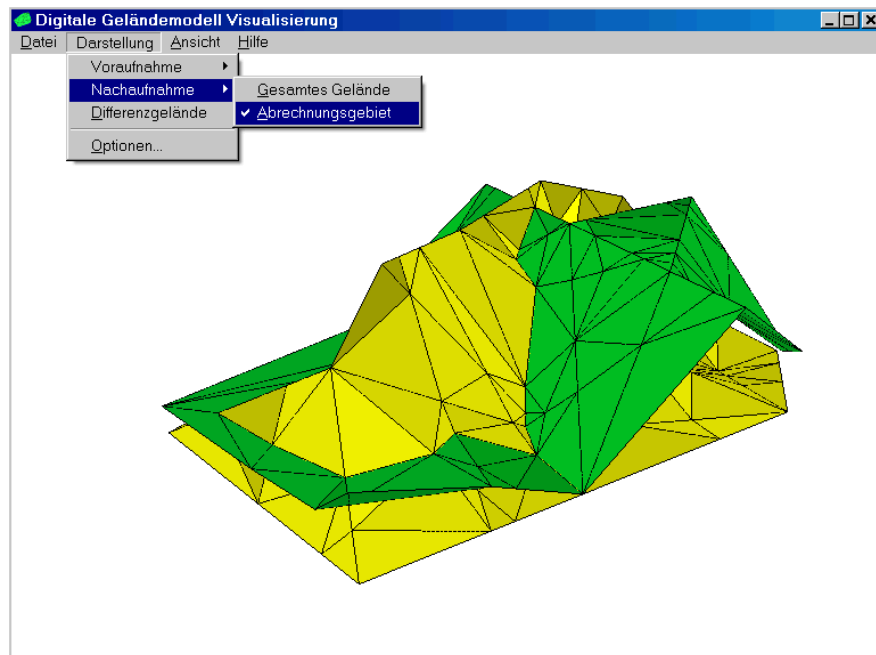 Digitale Geländemodell Visualisierung
Datei Darstellung Ansicht Hilfe
Voraufnahme
Nachaufnahme
Differenzgelände
Optionen...
Gesamtes Gelände
Abrechnungsgebiet